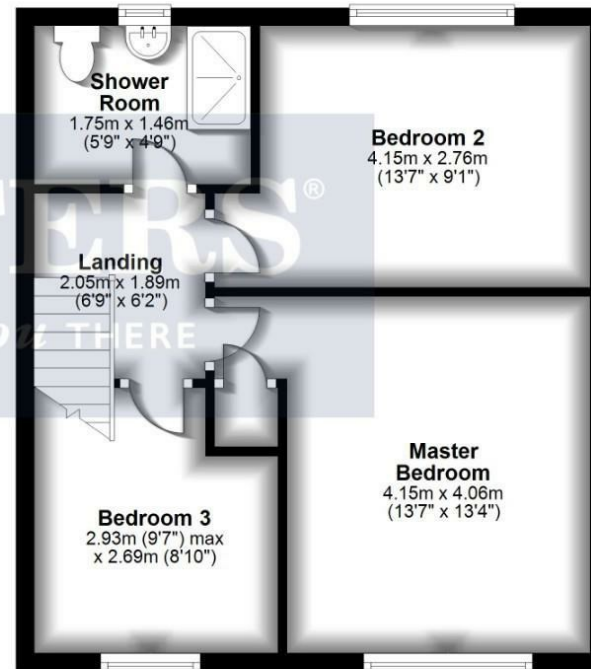 Shower
Room
1.75m x 1.46m
(5'9" x 4'9")
Bedroom 2
4.15m x 2.76m
(13'7" x 9'1")
TERS®
Landing
2.05m x 1.89m
(6'9" x 6'2")
THERE
Master
Bedroom
4.15m x 4.06m
(13'7" x 13'4")
Bedroom 3
2.93m (9'7") max
x 2.69m (8'10")